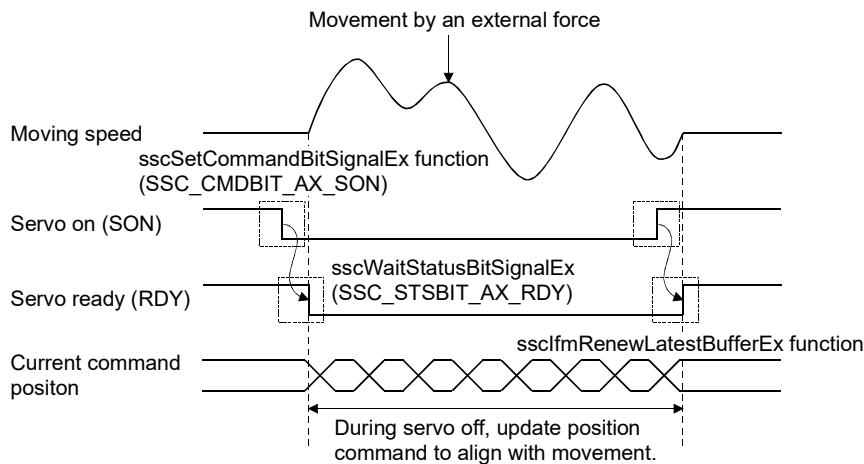 Movement by an external force
Moving speed
sscSetCommandBitSignalEx function
(SSC_CMDBIT_AX_SON)
Servo on (SON)
sscWaitStatusBitSignalEx
(SSC_STSBIT_AX_RDY)
Servo ready (RDY)
sscIfmRenewLatestBufferEx function
Current command
positon
During servo off, update position
command to align with movement.